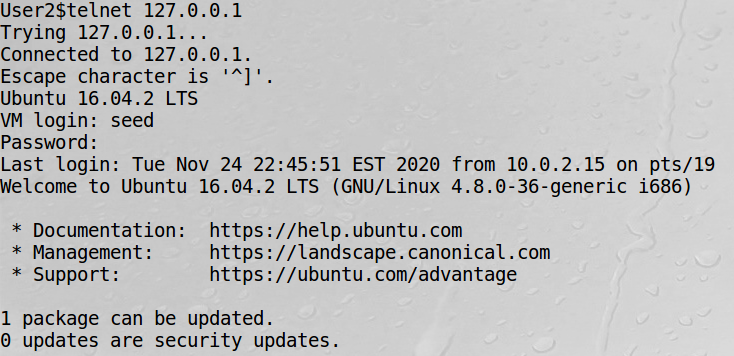 User2$telnet 127.0.0.1
Trying 127.0.0.1...
Connected to 127.0.0.1.
Escape character is '^]'.
Ubuntu 16.04.2 LTS
VM login: seed
Password:
Last login: Tue Nov 24 22:45:51 EST 2020 from 10.0.2.15 on pts/19
Welcome to Ubuntu 16.04.2 LTS (GNU/Linux 4.8.0-36-generic i686)
* Documentation:  https://help.ubuntu.com
* Management:     https://landscape.canonical.com
* Support:        https://ubuntu.com/advantage
1 package can be updated.
0 updates are security updates.